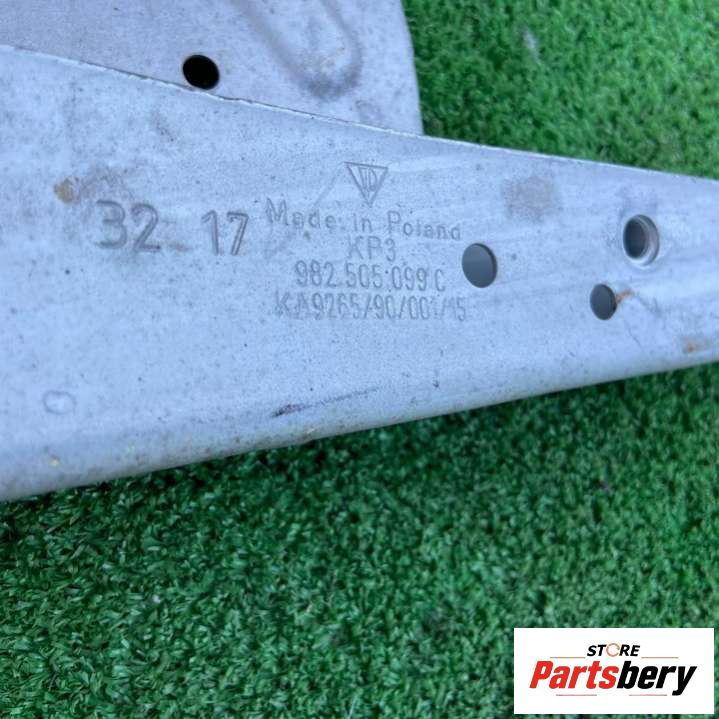 32 17
Made in Poland
KP3
982.505.099 C
KA9265/90/001/15
STORE
Partsbery